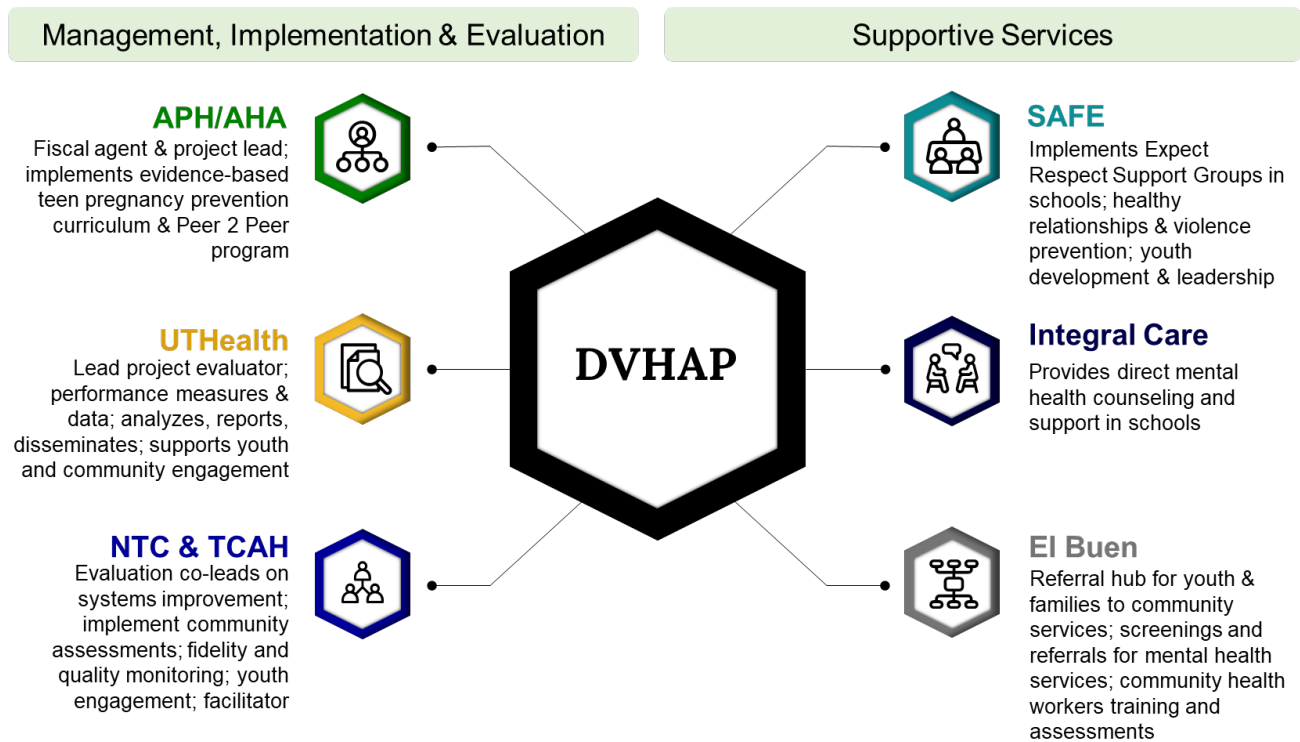 Management, Implementation & Evaluation
Supportive Services
APH/AHA
Fiscal agent & project lead;
implements evidence-based
teen pregnancy prevention
curriculum & Peer 2 Peer
program
UTHealth
Lead project evaluator;
performance measures &
data; analyzes, reports,
disseminates; supports youth
and community engagement
NTC & TCAH
Evaluation co-leads on
systems improvement;
implement community
assessments; fidelity and
quality monitoring; youth
engagement; facilitator
DVHAP
SAFE
Implements Expect
Respect Support Groups in
schools; healthy
relationships & violence
prevention; youth
development & leadership
Integral Care
Provides direct mental
health counseling and
support in schools
El Buen
Referral hub for youth &
families to community
services; screenings and
referrals for mental health
services; community health
workers training and
assessments